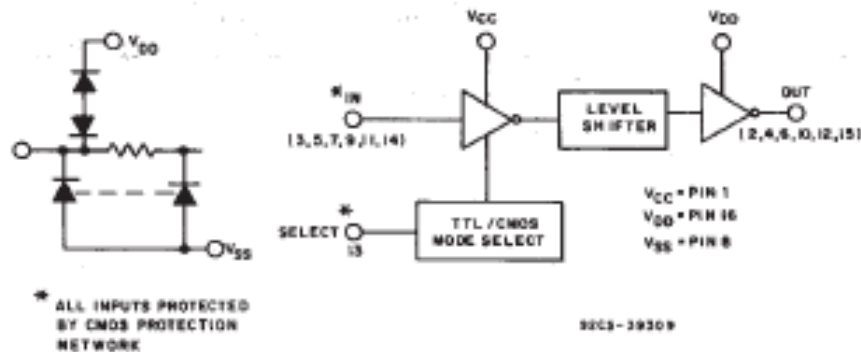 VDD
VSS
* ALL INPUTS PROTECTED
BY CMOS PROTECTION
NETWORK
VCC
VDD
*IN
(3,5,7,9,11,14)
LEVEL
SHIFTER
OUT
(2,4,6,10,12,15)
*
SELECT
13
TTL/CMOS
MODE SELECT
VCC = PIN 1
VDD = PIN 16
VSS = PIN 8
92CS-39309